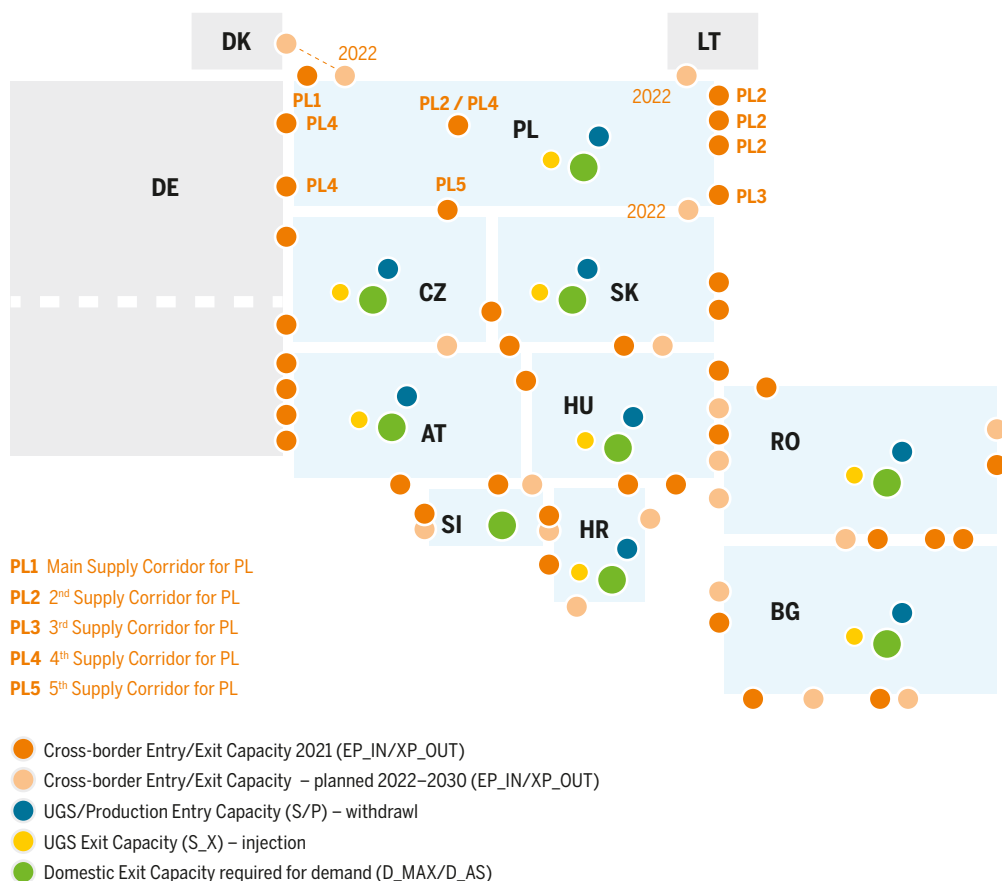 DK
2022
LT
PL1
PL4
PL2 / PL4
PL
2022
PL2
PL2
PL2
DE
PL4
PL5
2022
PL3
CZ
SK
AT
HU
RO
SI
HR
BG
PL1 Main Supply Corridor for PL
PL2 2nd Supply Corridor for PL
PL3 3rd Supply Corridor for PL
PL4 4th Supply Corridor for PL
PL5 5th Supply Corridor for PL
Cross-border Entry/Exit Capacity 2021 (EP_IN/XP_OUT)
Cross-border Entry/Exit Capacity – planned 2022–2030 (EP_IN/XP_OUT)
UGS/Production Entry Capacity (S/P) – withdrawl
UGS Exit Capacity (S_X) – injection
Domestic Exit Capacity required for demand (D_MAX/D_AS)